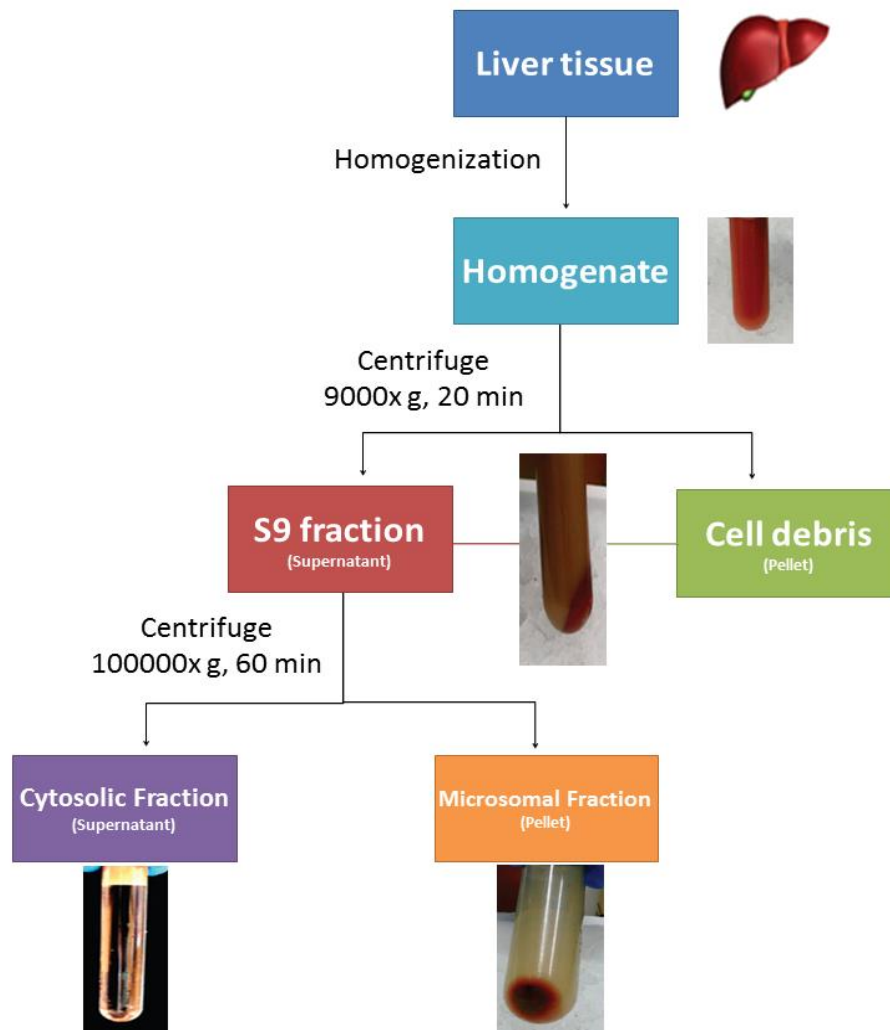 Liver tissue
Homogenization
Homogenate
Centrifuge
9000x g, 20 min
S9 fraction
(Supernatant)
Cell debris
(Pellet)
Centrifuge
100000x g, 60 min
Cytosolic Fraction
(Supernatant)
Microsomal Fraction
(Pellet)